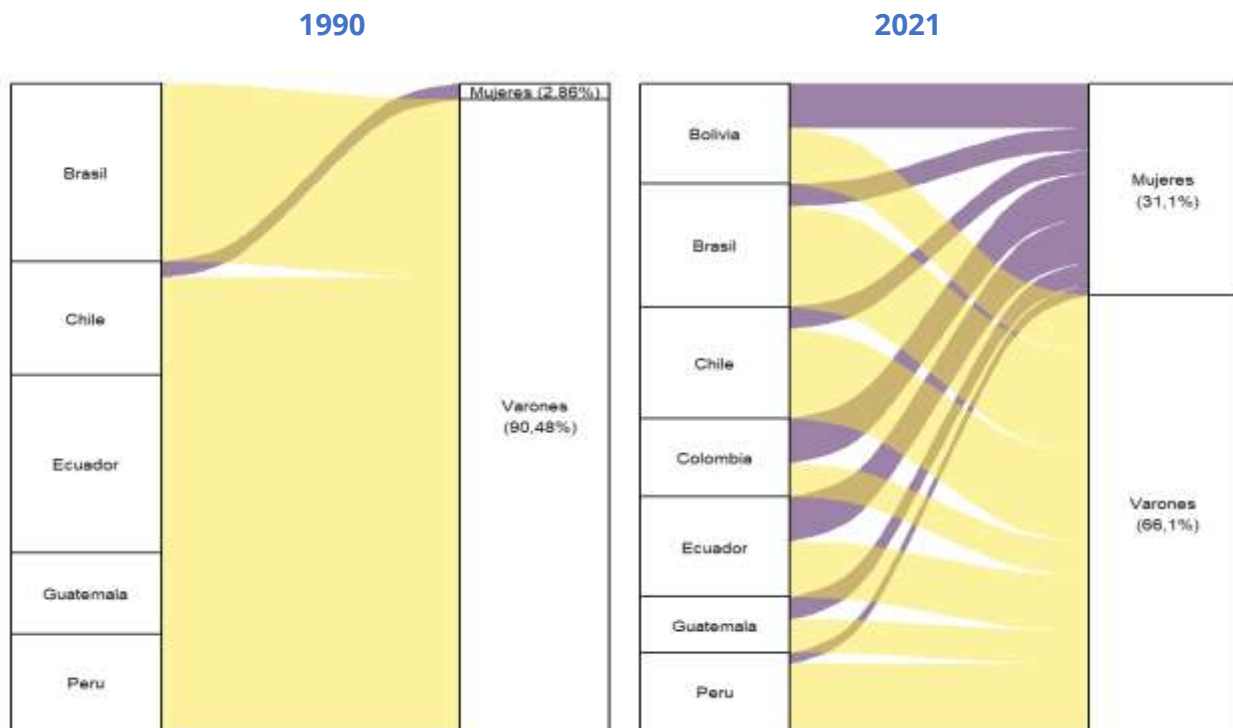 1990
2021
Brasil
Chile
Ecuador
Guatemala
Peru
Mujeres (2,86%)
Varones
(90,48%)
Bolivia
Brasil
Chile
Colombia
Ecuador
Guatemala
Peru
Mujeres
(31,1%)
Varones
(66,1%)